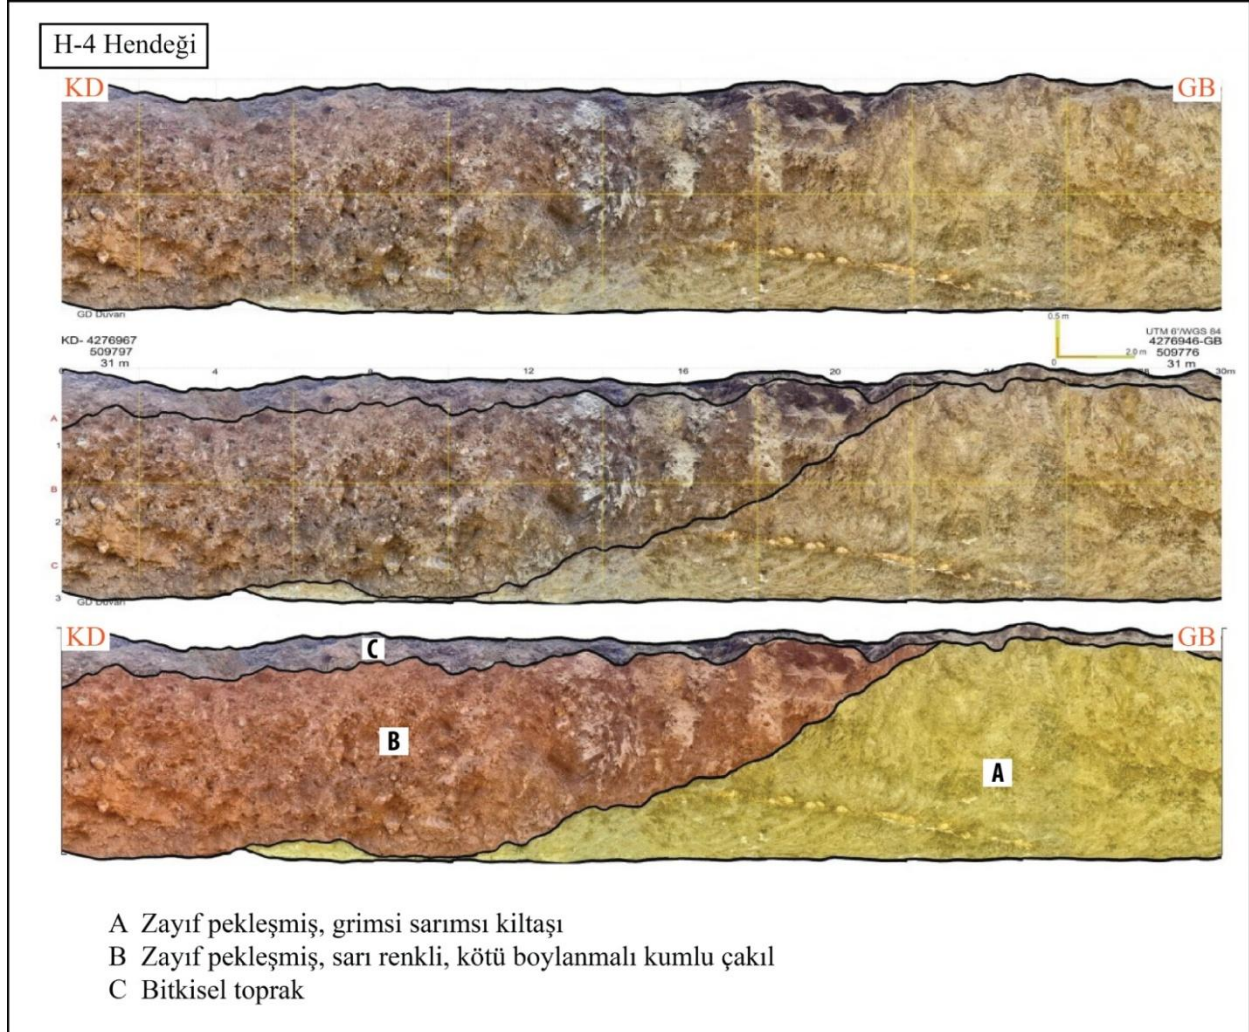 H-4 Hendeği
KD
GB
GD Duvarı
KD- 4276967
509797
31 m
0.5 m
2.0 m
0
UTM 6°/WGS 84
4276946-GB
509776
31 m
4
8
12
16
20
30m
A
1
B
2
C
3
GD Duvarı
KD
GB
C
B
A
A Zayıf pekleşmiş, grimsi sarımsı kiltaşı
B Zayıf pekleşmiş, sarı renkli, kötü boylanmalı kumlu çakıl
C Bitkisel toprak